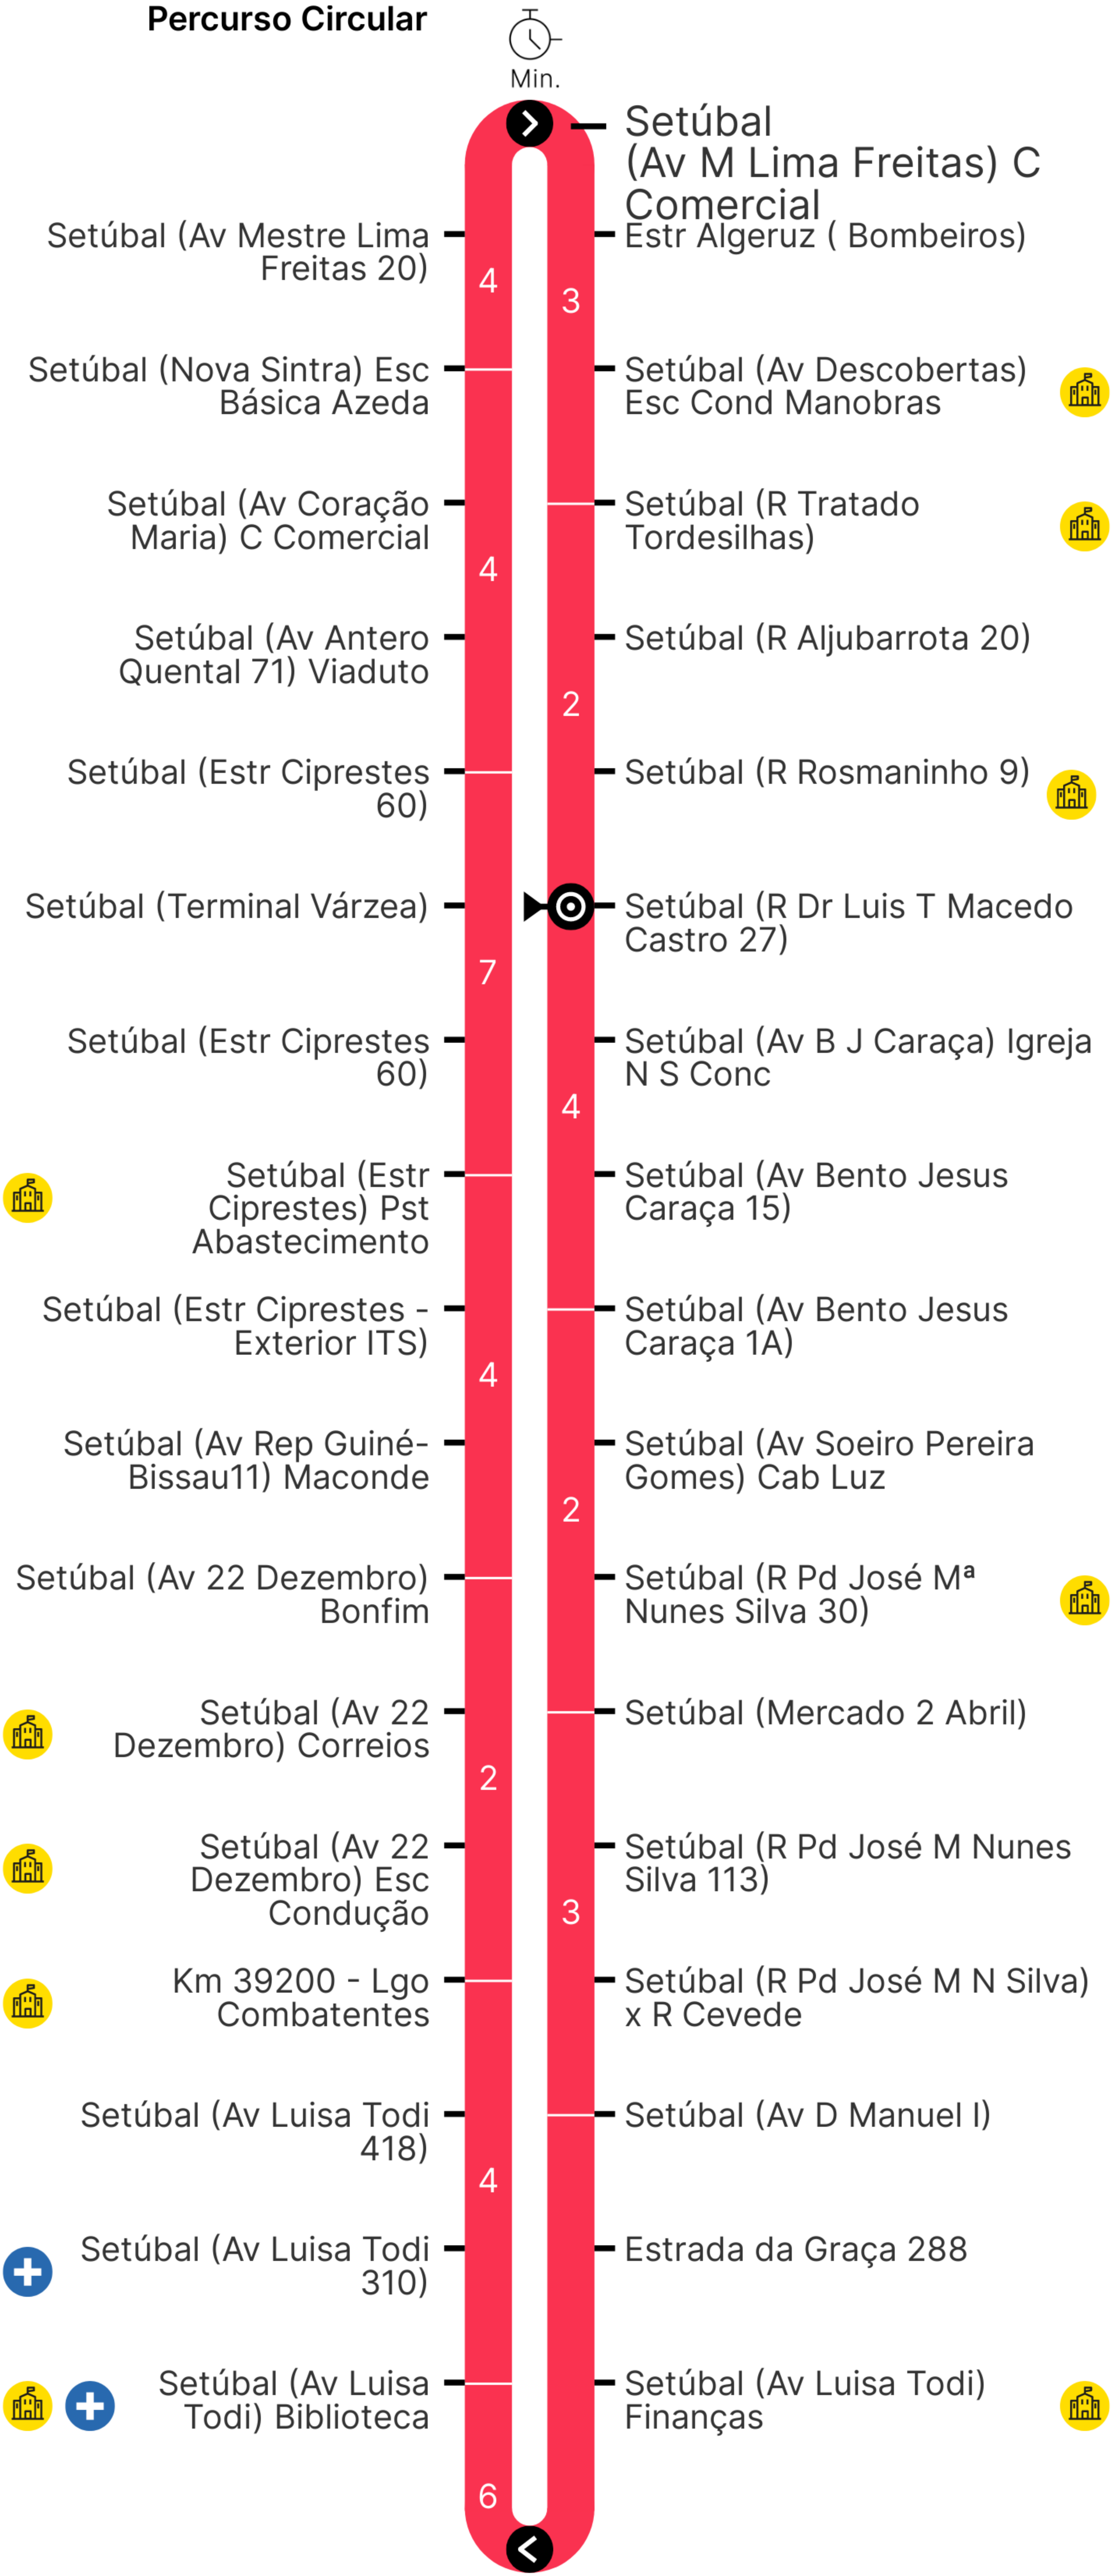 Percurso Circular
Min.
Setúbal
(Av M Lima Freitas) C
Comercial
Estr Algeruz ( Bombeiros)
3
Setúbal (Av Descobertas)
Esc Cond Manobras
Setúbal (R Tratado
Tordesilhas)
Setúbal (R Aljubarrota 20)
2
Setúbal (R Rosmaninho 9)
Setúbal (R Dr Luis T Macedo
Castro 27)
Setúbal (Av B J Caraça) Igreja
N S Conc
4
Setúbal (Av Bento Jesus
Caraça 15)
Setúbal (Av Bento Jesus
Caraça 1A)
Setúbal (Av Soeiro Pereira
Gomes) Cab Luz
2
Setúbal (R Pd José Mª
Nunes Silva 30)
Setúbal (Mercado 2 Abril)
Setúbal (R Pd José M Nunes
Silva 113)
3
Setúbal (R Pd José M N Silva)
x R Cevede
Setúbal (Av D Manuel I)
Estrada da Graça 288
Setúbal (Av Luisa Todi)
Finanças
Setúbal (Av Mestre Lima
Freitas 20)
4
Setúbal (Nova Sintra) Esc
Básica Azeda
Setúbal (Av Coração
Maria) C Comercial
4
Setúbal (Av Antero
Quental 71) Viaduto
Setúbal (Estr Ciprestes
60)
Setúbal (Terminal Várzea)
7
Setúbal (Estr Ciprestes
60)
Setúbal (Estr
Ciprestes) Pst
Abastecimento
Setúbal (Estr Ciprestes -
Exterior ITS)
4
Setúbal (Av Rep Guiné-
Bissau11) Maconde
Setúbal (Av 22 Dezembro)
Bonfim
Setúbal (Av 22
Dezembro) Correios
2
Setúbal (Av 22
Dezembro) Esc
Condução
Km 39200 - Lgo
Combatentes
Setúbal (Av Luisa Todi
418)
4
Setúbal (Av Luisa Todi
310)
Setúbal (Av Luisa
Todi) Biblioteca
6